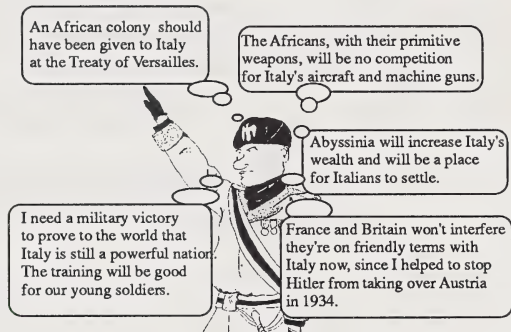 An African colony should
have been given to Italy
at the Treaty of Versailles.
The Africans, with their primitive
weapons, will be no competition
for Italy's aircraft and machine guns.
Abyssinia will increase Italy's
wealth and will be a place
for Italians to settle.
I need a military victory
to prove to the world that
Italy is still a powerful nation.
The training will be good
for our young soldiers.
France and Britain won't interfere
they're on friendly terms with
Italy now, since I helped to stop
Hitler from taking over Austria
in 1934.